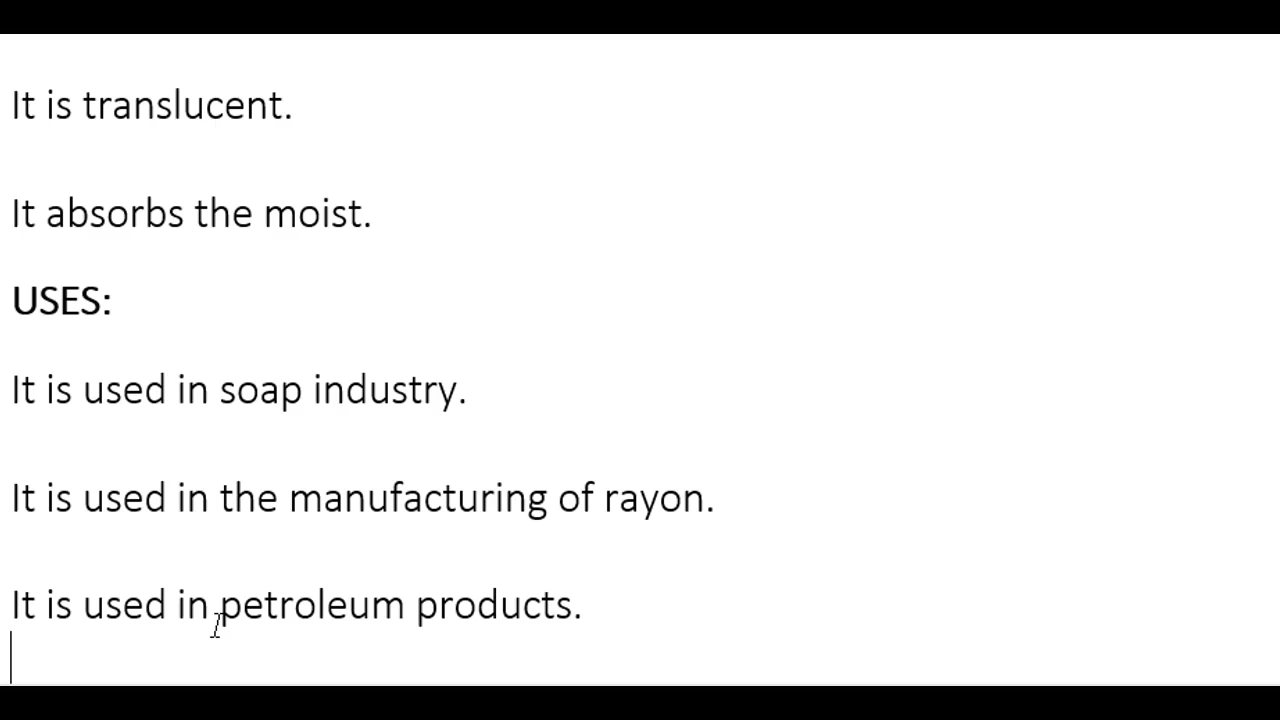 It is translucent.
It absorbs the moist.
USES:
It is used in soap industry.
It is used in the manufacturing of rayon.
It is used in petroleum products.